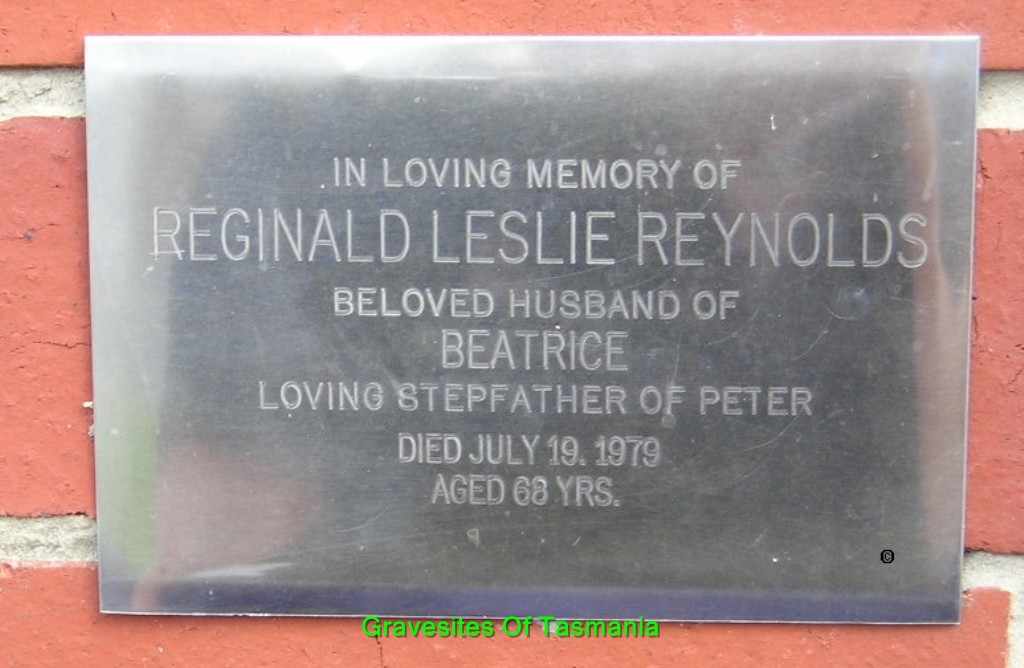 IN LOVING MEMORY OF
REGINALD LESLIE REYNOLDS
BELOVED HUSBAND OF
BEATRICE
LOVING STEPFATHER OF PETER
DIED JULY 19. 1979
AGED 68 YRS.
©
Gravesites Of Tasmania